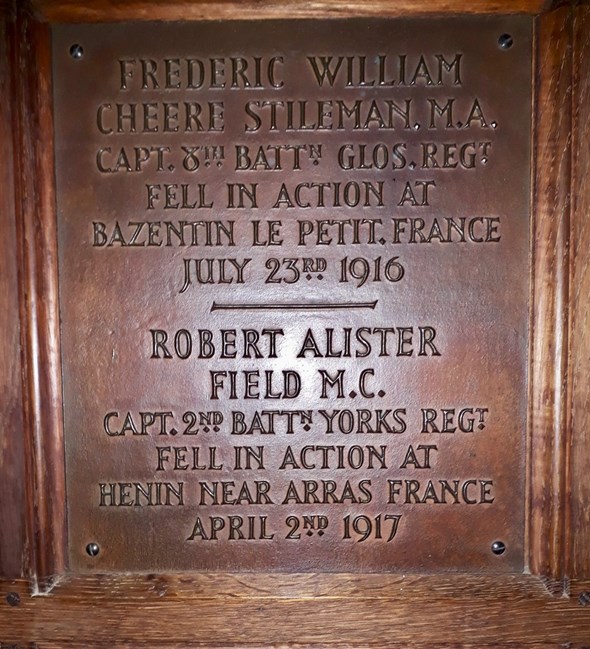 FREDERIC WILLIAM
CHEERE STILEMAN, M.A.
CAPT. 8TH BATTN GLOS. REGT
FELL IN ACTION AT
BAZENTIN LE PETIT, FRANCE
JULY 23RD 1916
ROBERT ALISTER
FIELD M.C.
CAPT. 2ND BATTN YORKS REGT
FELL IN ACTION AT
HENIN NEAR ARRAS FRANCE
APRIL 2ND 1917